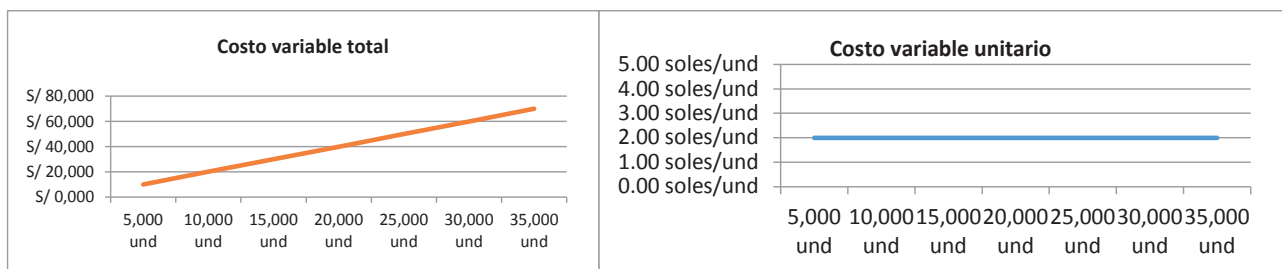 Costo variable total
S/ 80,000
S/ 60,000
S/ 40,000
S/ 20,000
S/ 0,000
5,000 10,000 15,000 20,000 25,000 30,000 35,000
und und und und und und und
Costo variable unitario
5.00 soles/und
4.00 soles/und
3.00 soles/und
2.00 soles/und
1.00 soles/und
0.00 soles/und
5,000 10,000 15,000 20,000 25,000 30,000 35,000
und und und und und und und